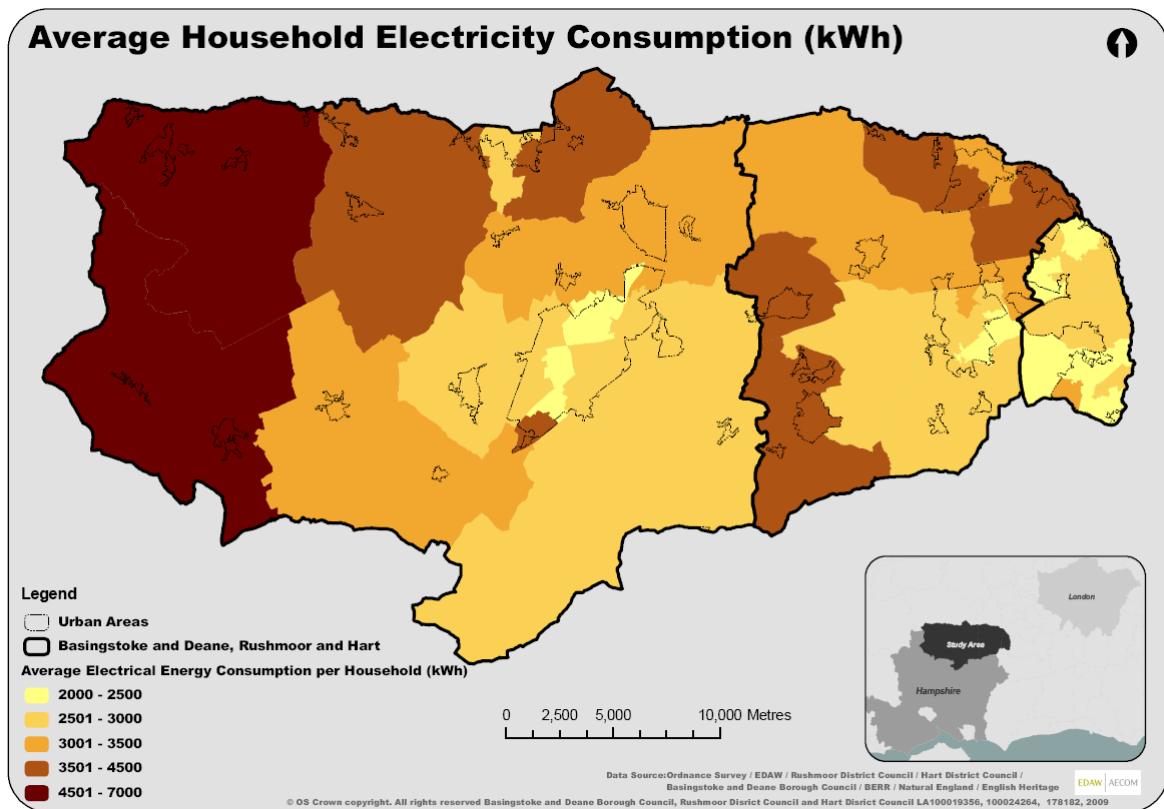 Average Household Electricity Consumption (kWh)
Legend
Urban Areas
Basingstoke and Deane, Rushmoor and Hart
Average Electrical Energy Consumption per Household (kWh)
2000 - 2500
2501 - 3000
3001 - 3500
3501 - 4500
4501 - 7000
0 2,500 5,000 10,000 Metres
London
Study Area
Hampshire
Data Source:Ordnance Survey / EDAW / Rushmoor District Council / Hart District Council /
Basingstoke and Deane Borough Council / BERR / Natural England / English Heritage
EDAW AECOM
© OS Crown copyright. All rights reserved Basingstoke and Deane Borough Council, Rushmoor Disrict Council and Hart Disrict Council LA100019356, 100024264, 178182, 2009